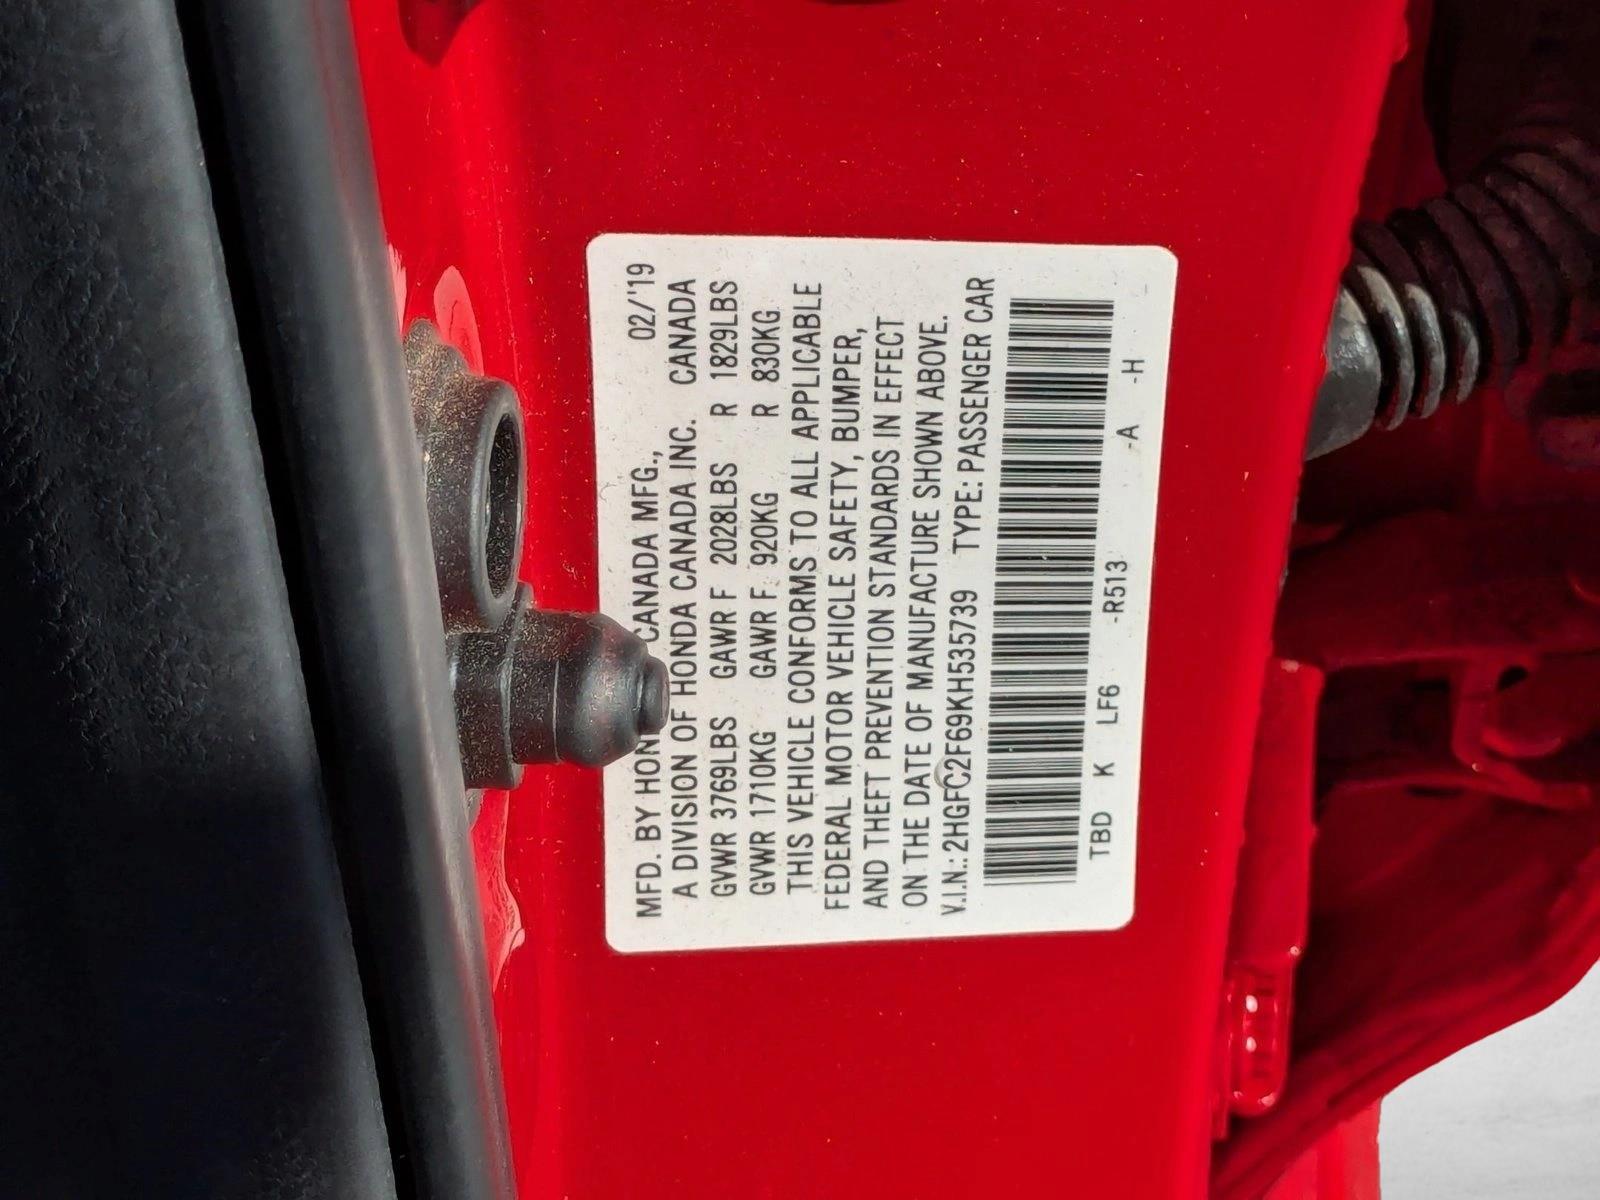 MFD. BY HON CANADA MFG., 02/'19
A DIVISION OF HONDA CANADA INC. CANADA
GVWR 3769LBS GAWR F 2028LBS R 1829LBS
GVWR 1710KG GAWR F 920KG R 830KG
THIS VEHICLE CONFORMS TO ALL APPLICABLE
FEDERAL MOTOR VEHICLE SAFETY, BUMPER,
AND THEFT PREVENTION STANDARDS IN EFFECT
ON THE DATE OF MANUFACTURE SHOWN ABOVE.
V.I.N.: 2HGFC2F69KH535739 TYPE: PASSENGER CAR
TBD K LF6 -R513 -A -H